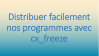 Distribuer facilement
nos programmes avec
cx_freeze